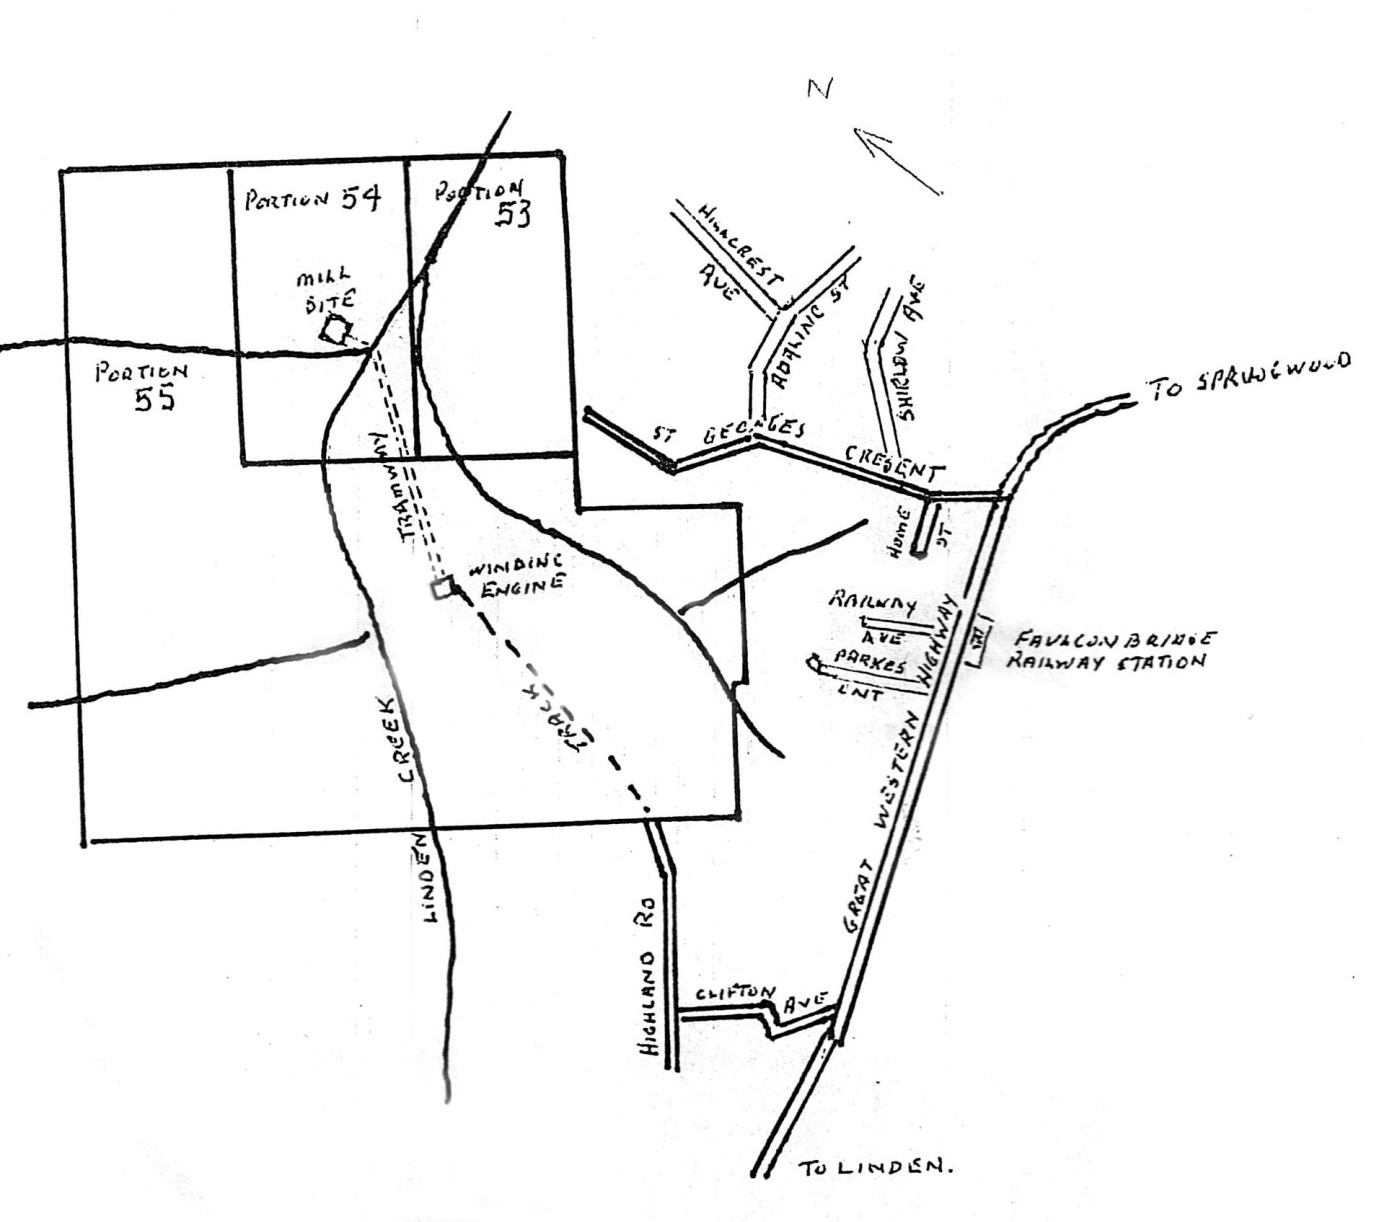 N
PORTION 54
PORTION
53
MILL
SITE
PORTION
55
TRAMWAY
WINDING
ENGINE
TRACK
LINDEN CREEK
HILLCREST
AVE
ADALINE ST
SHIRLOW AVE
ST GEORGES CRESENT
TO SPRINGWOOD
HOME
ST
RAILWAY
AVE
PARKES
ENT
FAULCONBRIDGE
RAILWAY STATION
GREAT WESTERN HIGHWAY
HIGHLAND RD
CLIFTON AVE
TO LINDEN.